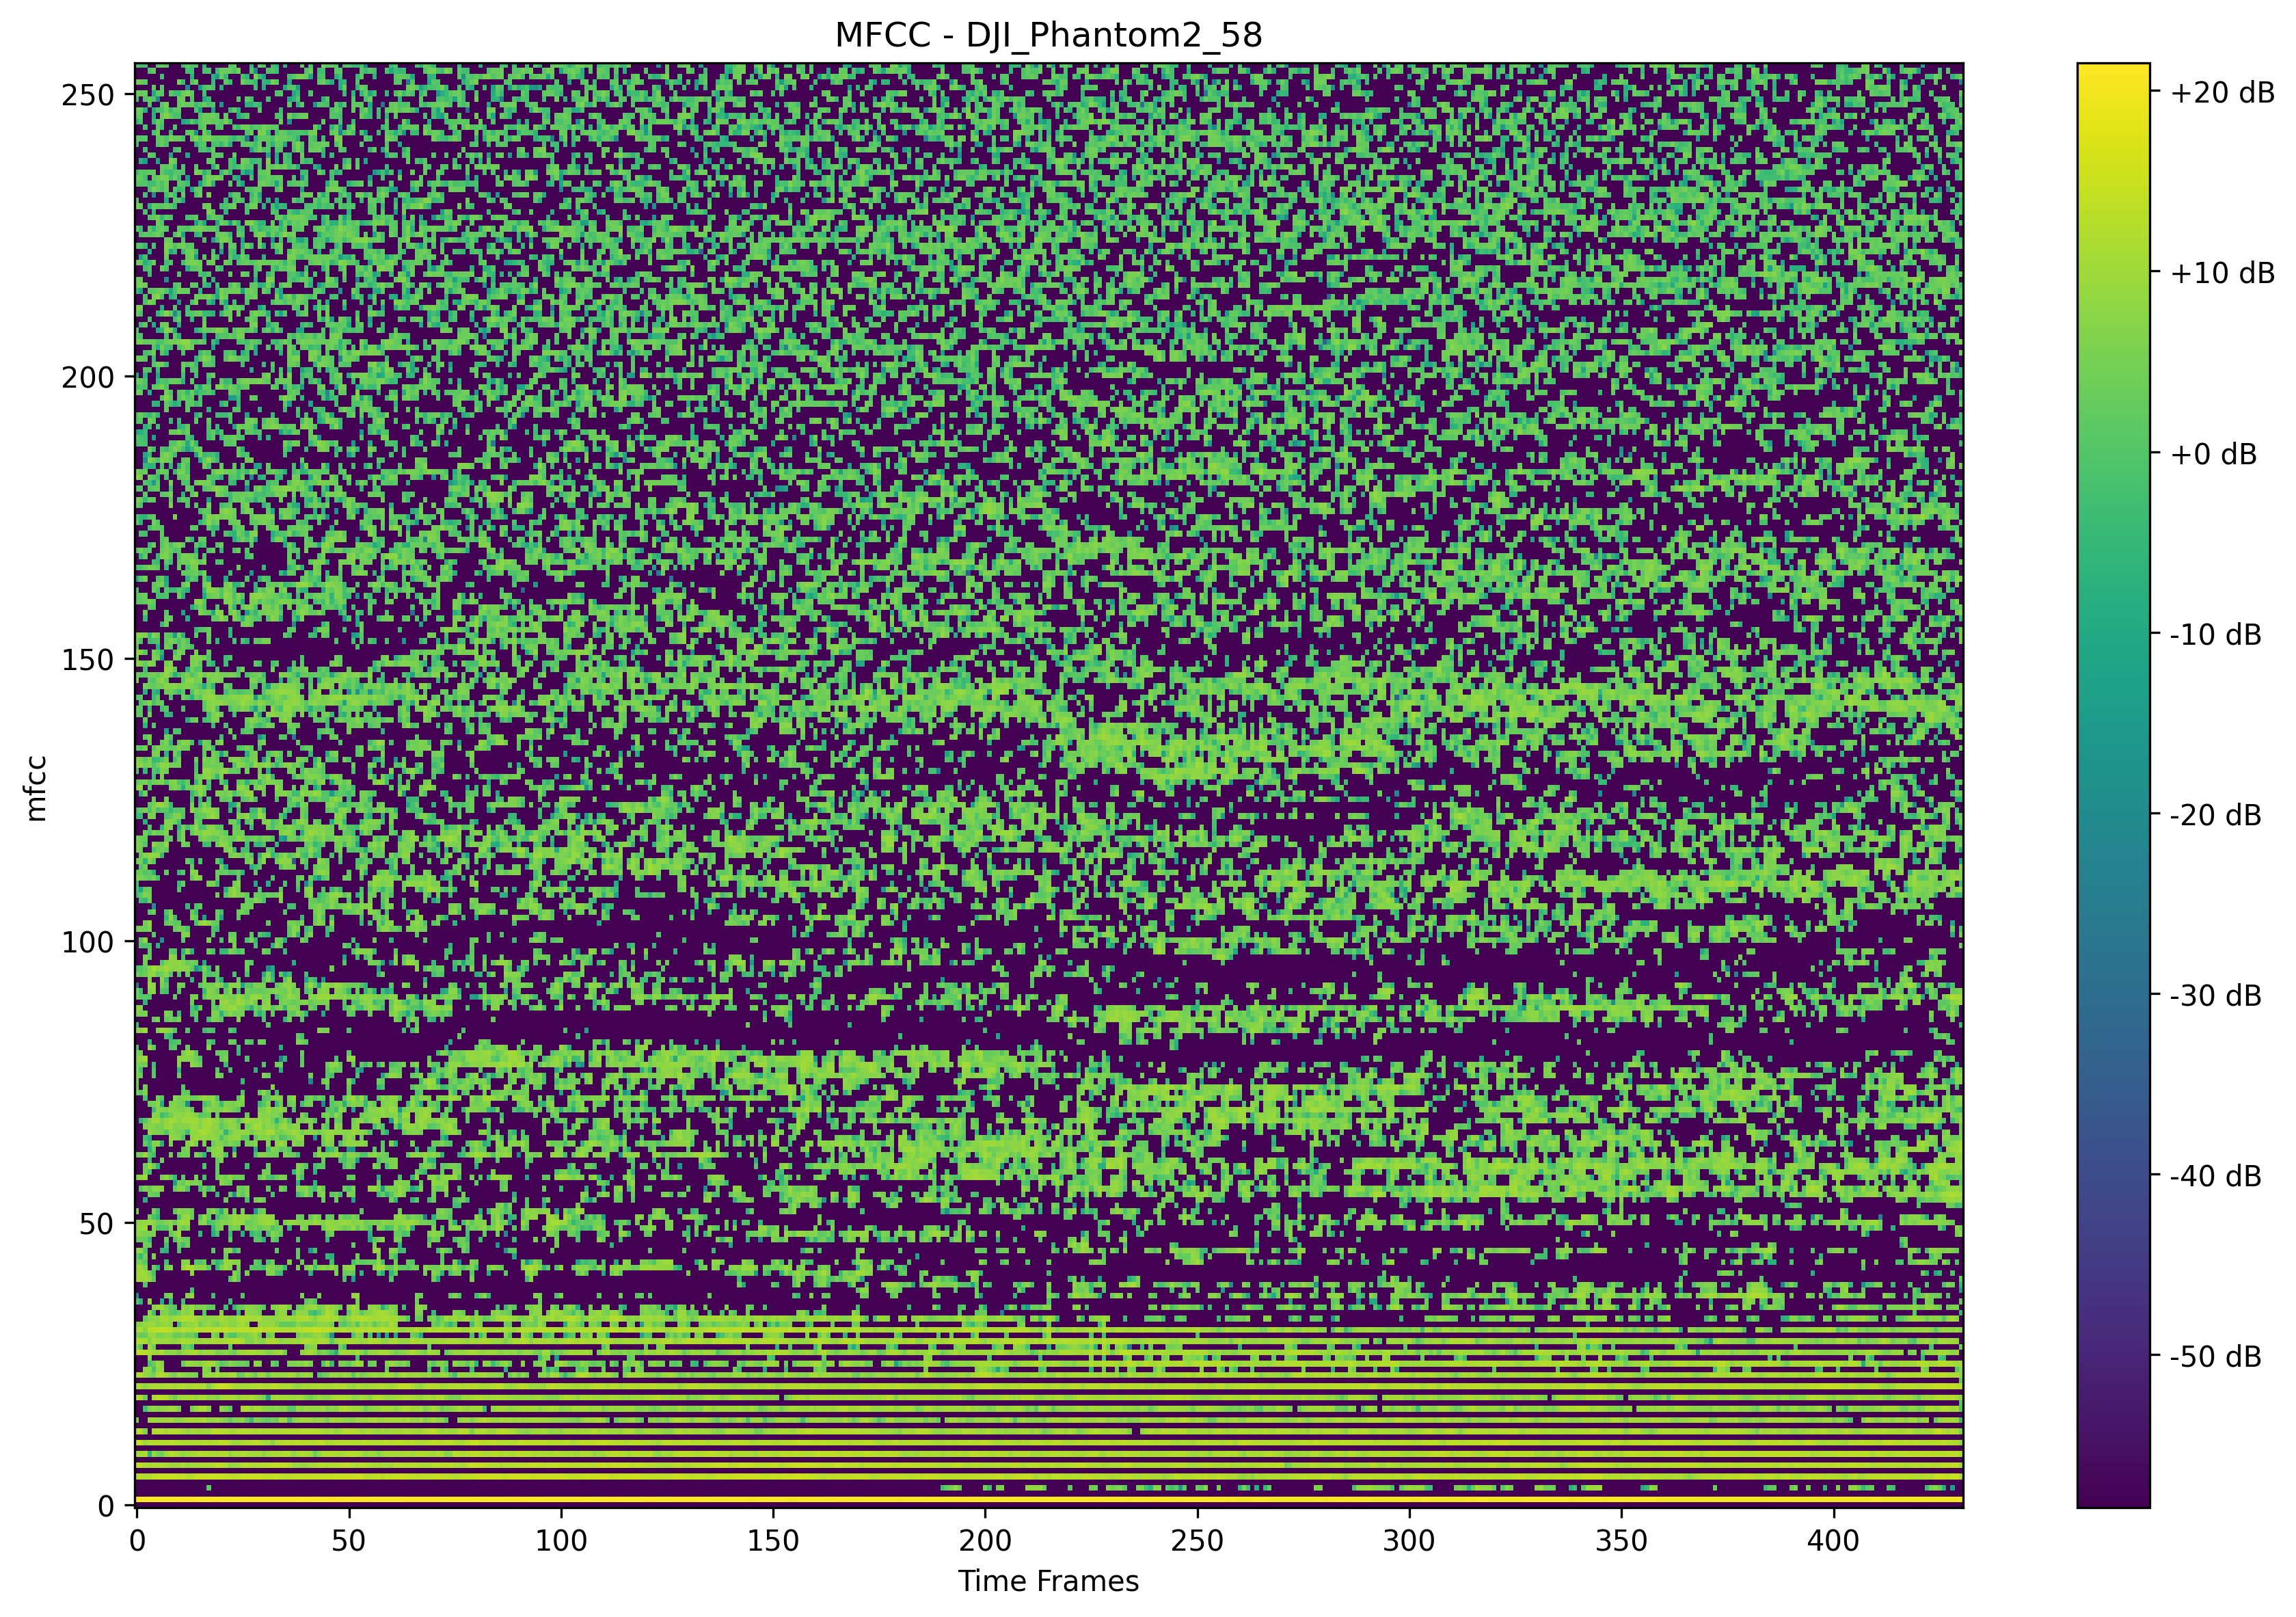 MFCC - DJI_Phantom2_58
250
200
150
100
50
0
mfcc
0 50 100 150 200 250 300 350 400
Time Frames
+20 dB
+10 dB
+0 dB
-10 dB
-20 dB
-30 dB
-40 dB
-50 dB